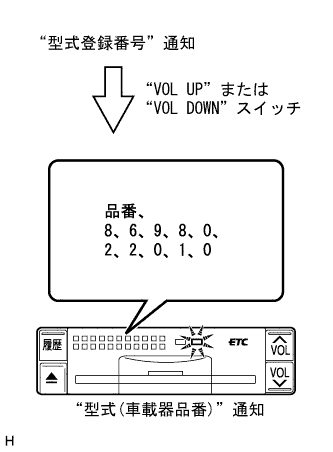 “型式登録番号”通知
“VOL UP”または
“VOL DOWN”スイッチ
品番、
8、6、9、8、0、
2、2、0、1、0
履歴
ETC
VOL
VOL
“型式(車載器品番)”通知
H